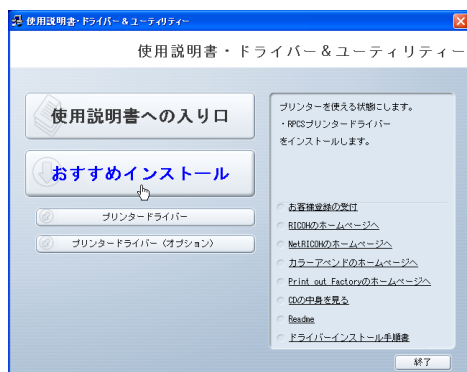 使用説明書・ドライバー＆ユーティリティー
使用説明書・ドライバー＆ユーティリティー
使用説明書への入り口
おすすめインストール
プリンタードライバー
プリンタードライバー（オプション）
プリンターを使える状態にします。
・RPCSプリンタードライバー
をインストールします。
お客様登録の受付
RICOHのホームページへ
NetRICOHのホームページへ
カラーアペンドのホームページへ
Print out Factoryのホームページへ
CDの中身を見る
Readme
ドライバーインストール手順書
終了